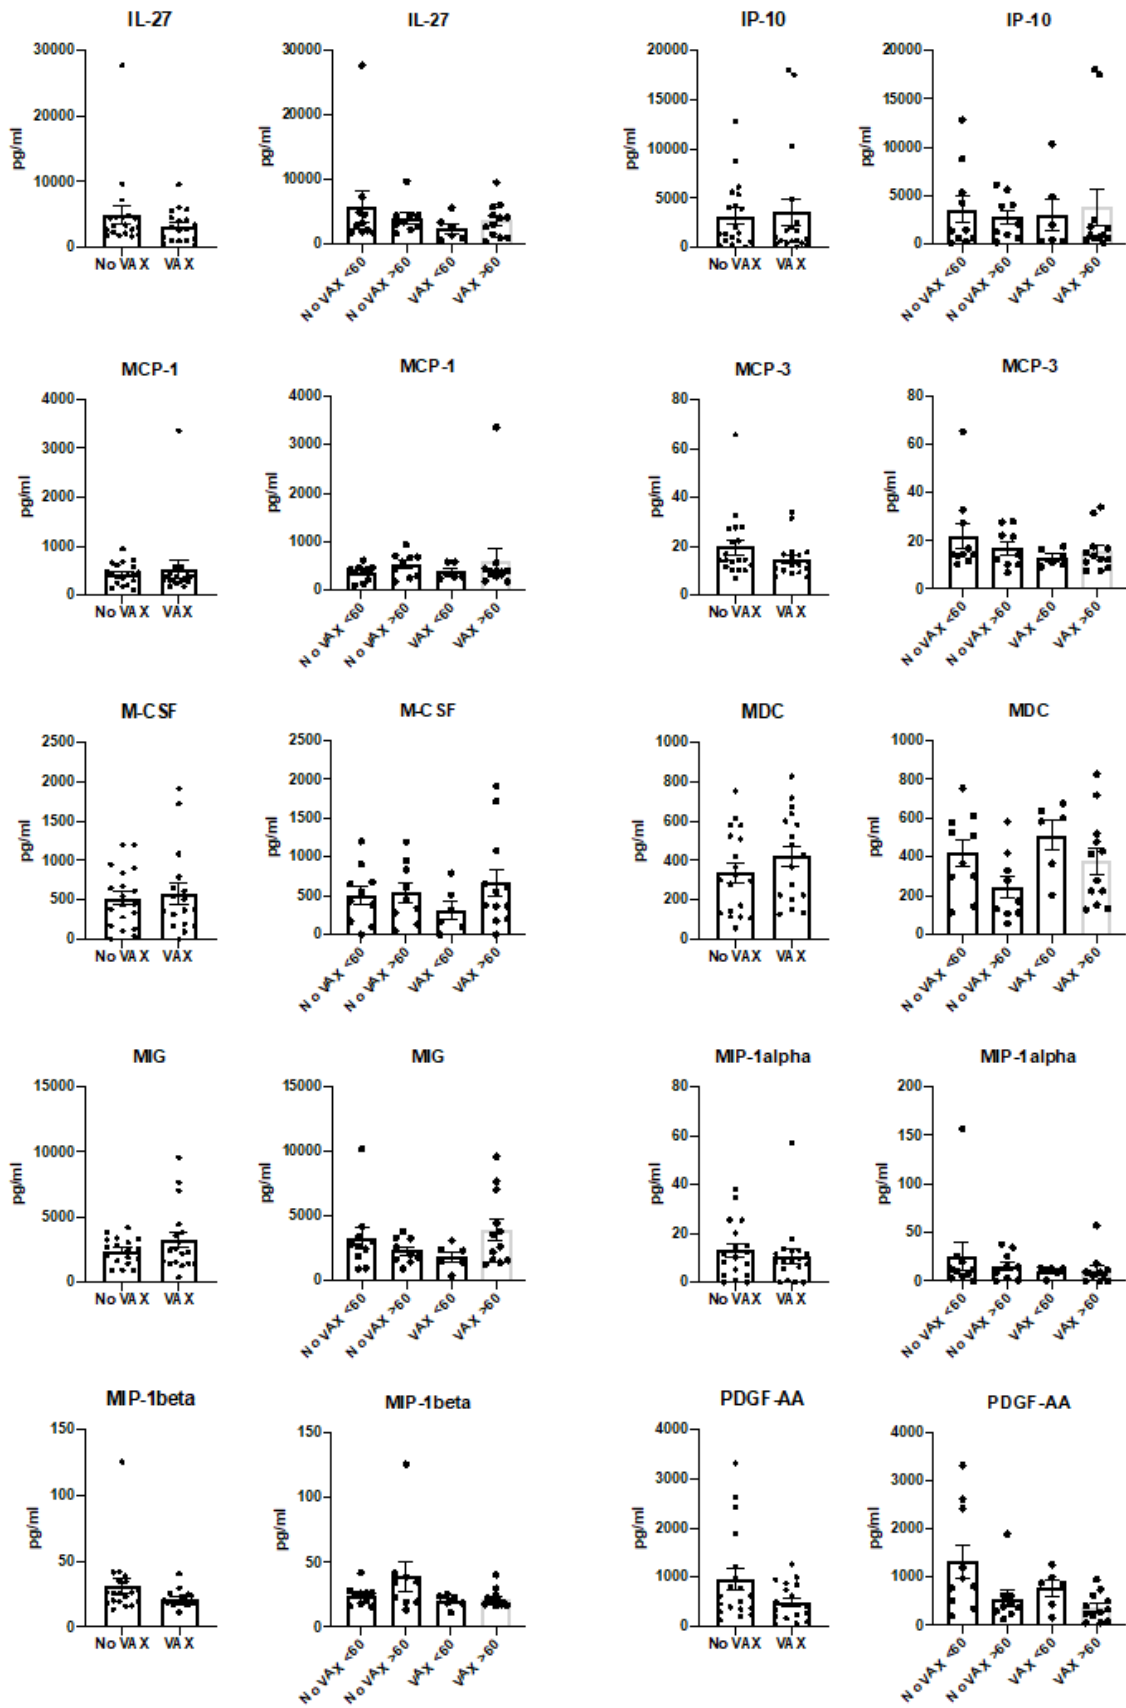 IL-27
IL-27
IP-10
IP-10
30000
20000
10000
0
pg/ml
No VAX
VAX
30000
20000
10000
0
pg/ml
No VAX <60
No VAX >60
VAX <60
VAX >60
20000
15000
10000
5000
0
pg/ml
No VAX
VAX
20000
15000
10000
5000
0
pg/ml
No VAX <60
No VAX >60
VAX <60
VAX >60
MCP-1
MCP-1
MCP-3
MCP-3
4000
3000
2000
1000
0
pg/ml
No VAX
VAX
4000
3000
2000
1000
0
pg/ml
No VAX <60
No VAX >60
VAX <60
VAX >60
80
60
40
20
0
pg/ml
No VAX
VAX
80
60
40
20
0
pg/ml
No VAX <60
No VAX >60
VAX <60
VAX >60
M-CSF
M-CSF
MDC
MDC
2500
2000
1500
1000
500
0
pg/ml
No VAX
VAX
2500
2000
1500
1000
500
0
pg/ml
No VAX <60
No VAX >60
VAX <60
VAX >60
1000
800
600
400
200
0
pg/ml
No VAX
VAX
1000
800
600
400
200
0
pg/ml
No VAX <60
No VAX >60
VAX <60
VAX >60
MIG
MIG
MIP-1alpha
MIP-1alpha
15000
10000
5000
0
pg/ml
No VAX
VAX
15000
10000
5000
0
pg/ml
No VAX <60
No VAX >60
VAX <60
VAX >60
80
60
40
20
0
pg/ml
No VAX
VAX
200
150
100
50
0
pg/ml
No VAX <60
No VAX >60
VAX <60
VAX >60
MIP-1beta
MIP-1beta
PDGF-AA
PDGF-AA
150
100
50
0
pg/ml
No VAX
VAX
150
100
50
0
pg/ml
No VAX <60
No VAX >60
VAX <60
VAX >60
4000
3000
2000
1000
0
pg/ml
No VAX
VAX
4000
3000
2000
1000
0
pg/ml
No VAX <60
No VAX >60
VAX <60
VAX >60